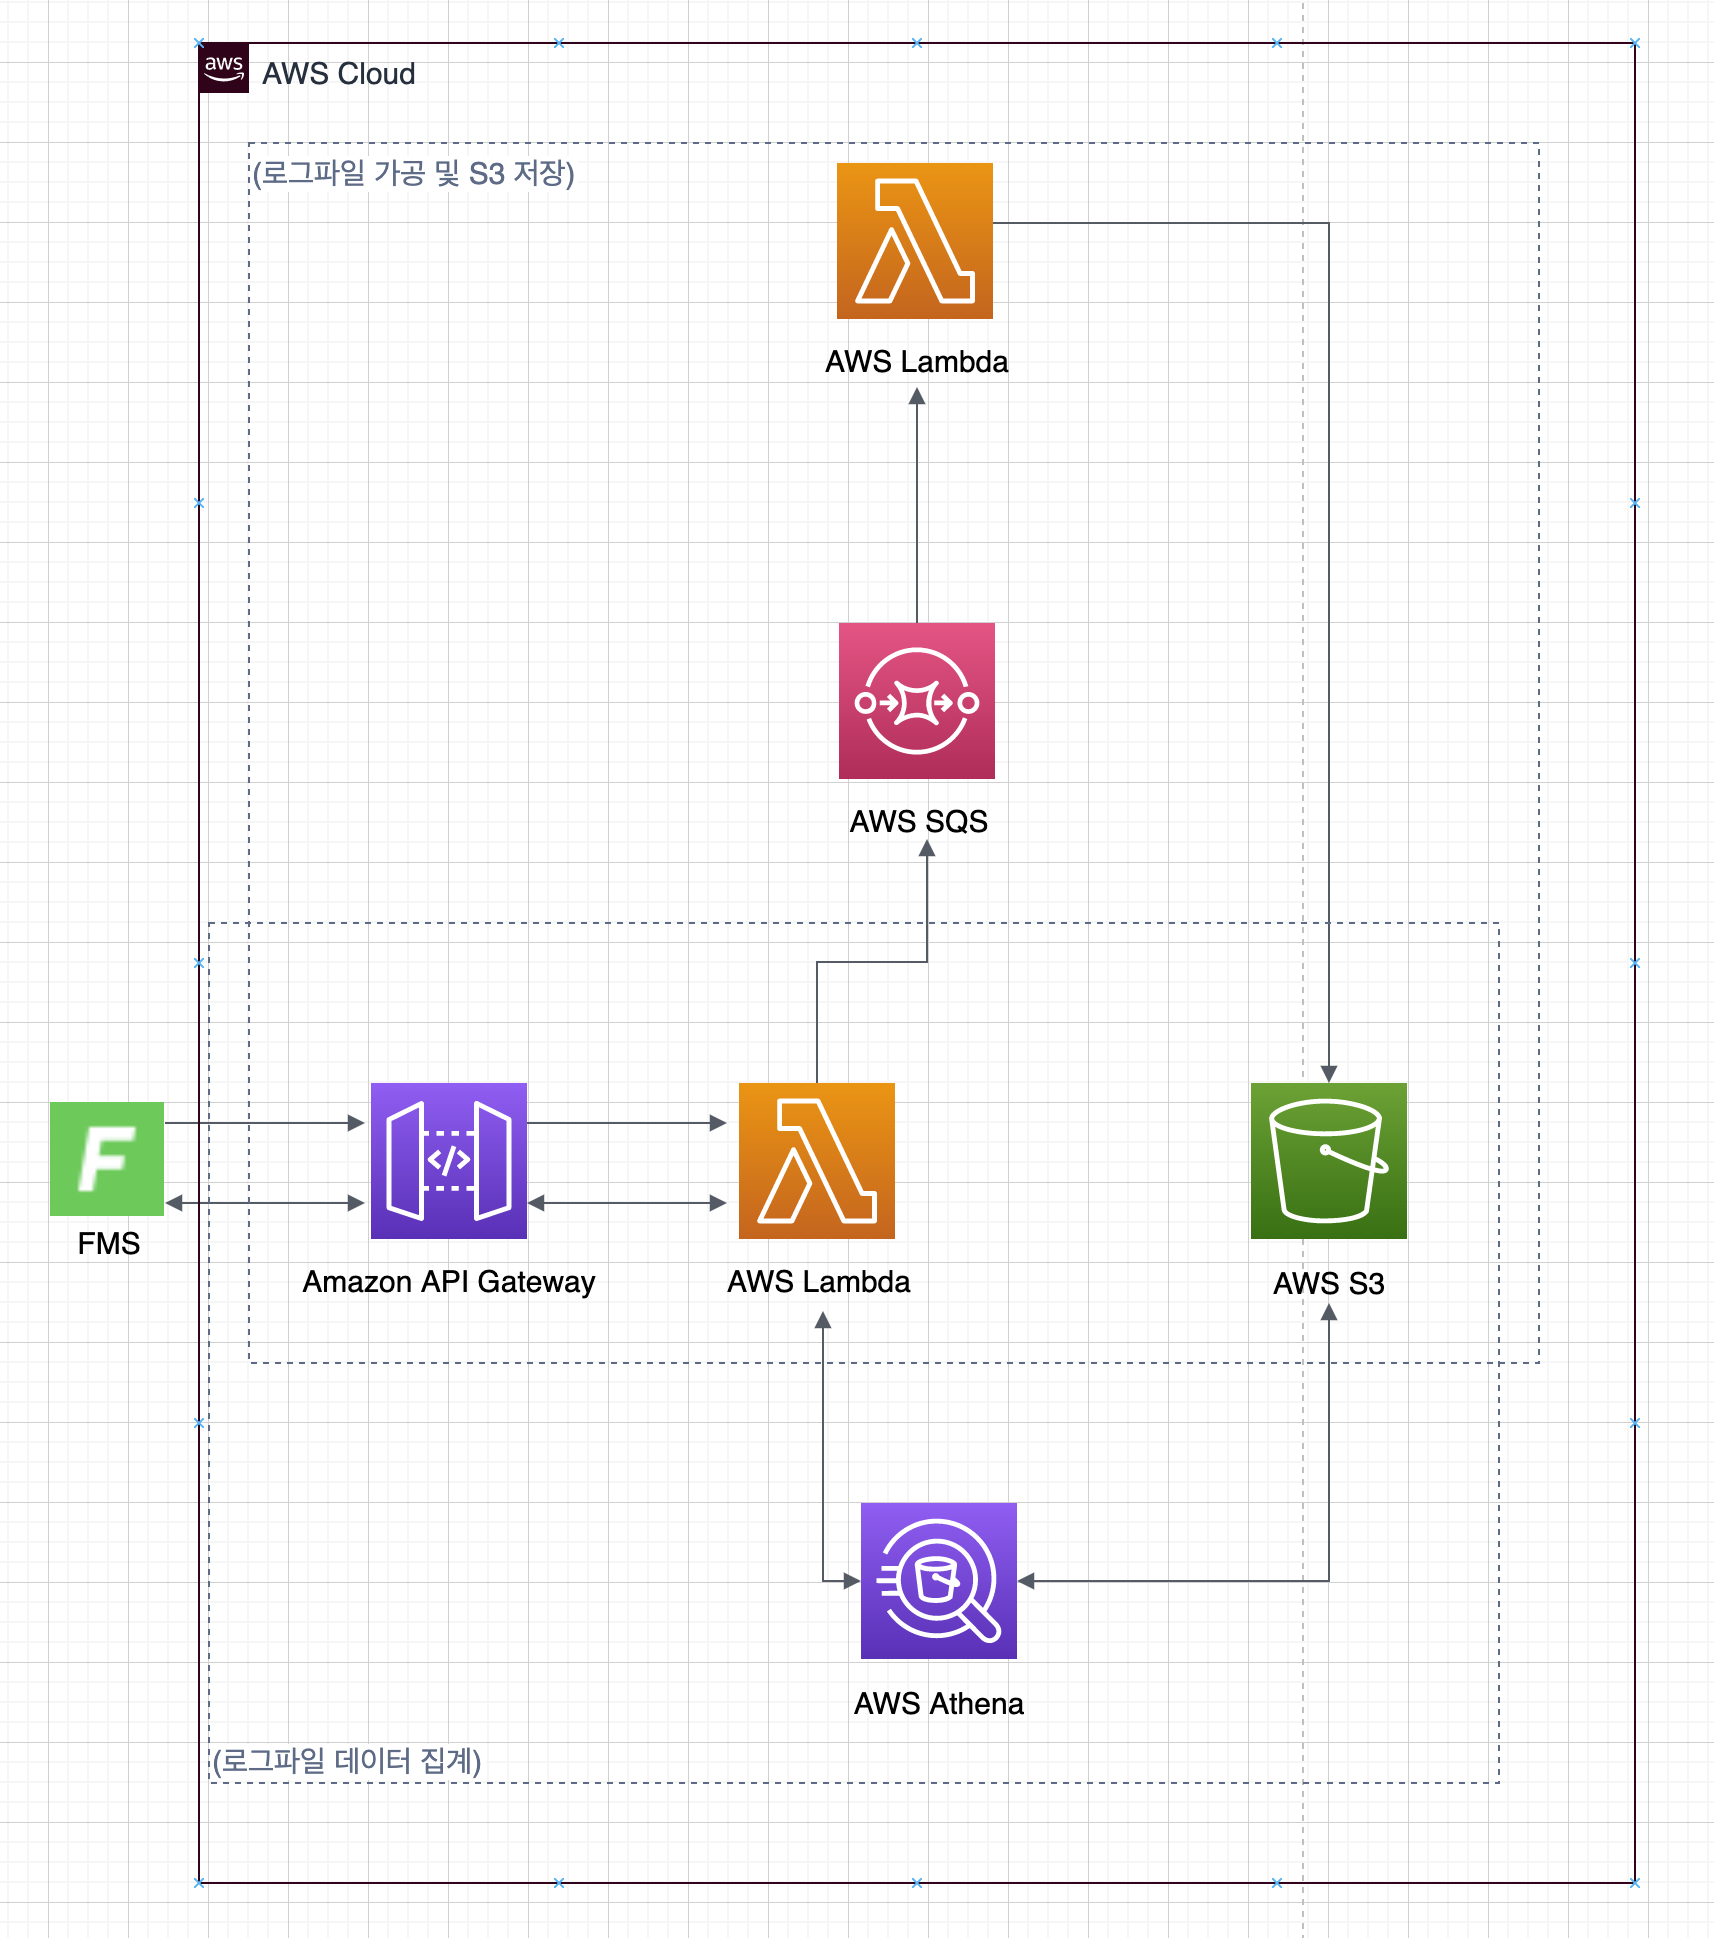 aws
AWS Cloud
(로그파일 가공 및 S3 저장)
AWS Lambda
AWS SQS
F
</>
FMS
Amazon API Gateway
AWS Lambda
AWS S3
AWS Athena
(로그파일 데이터 집계)